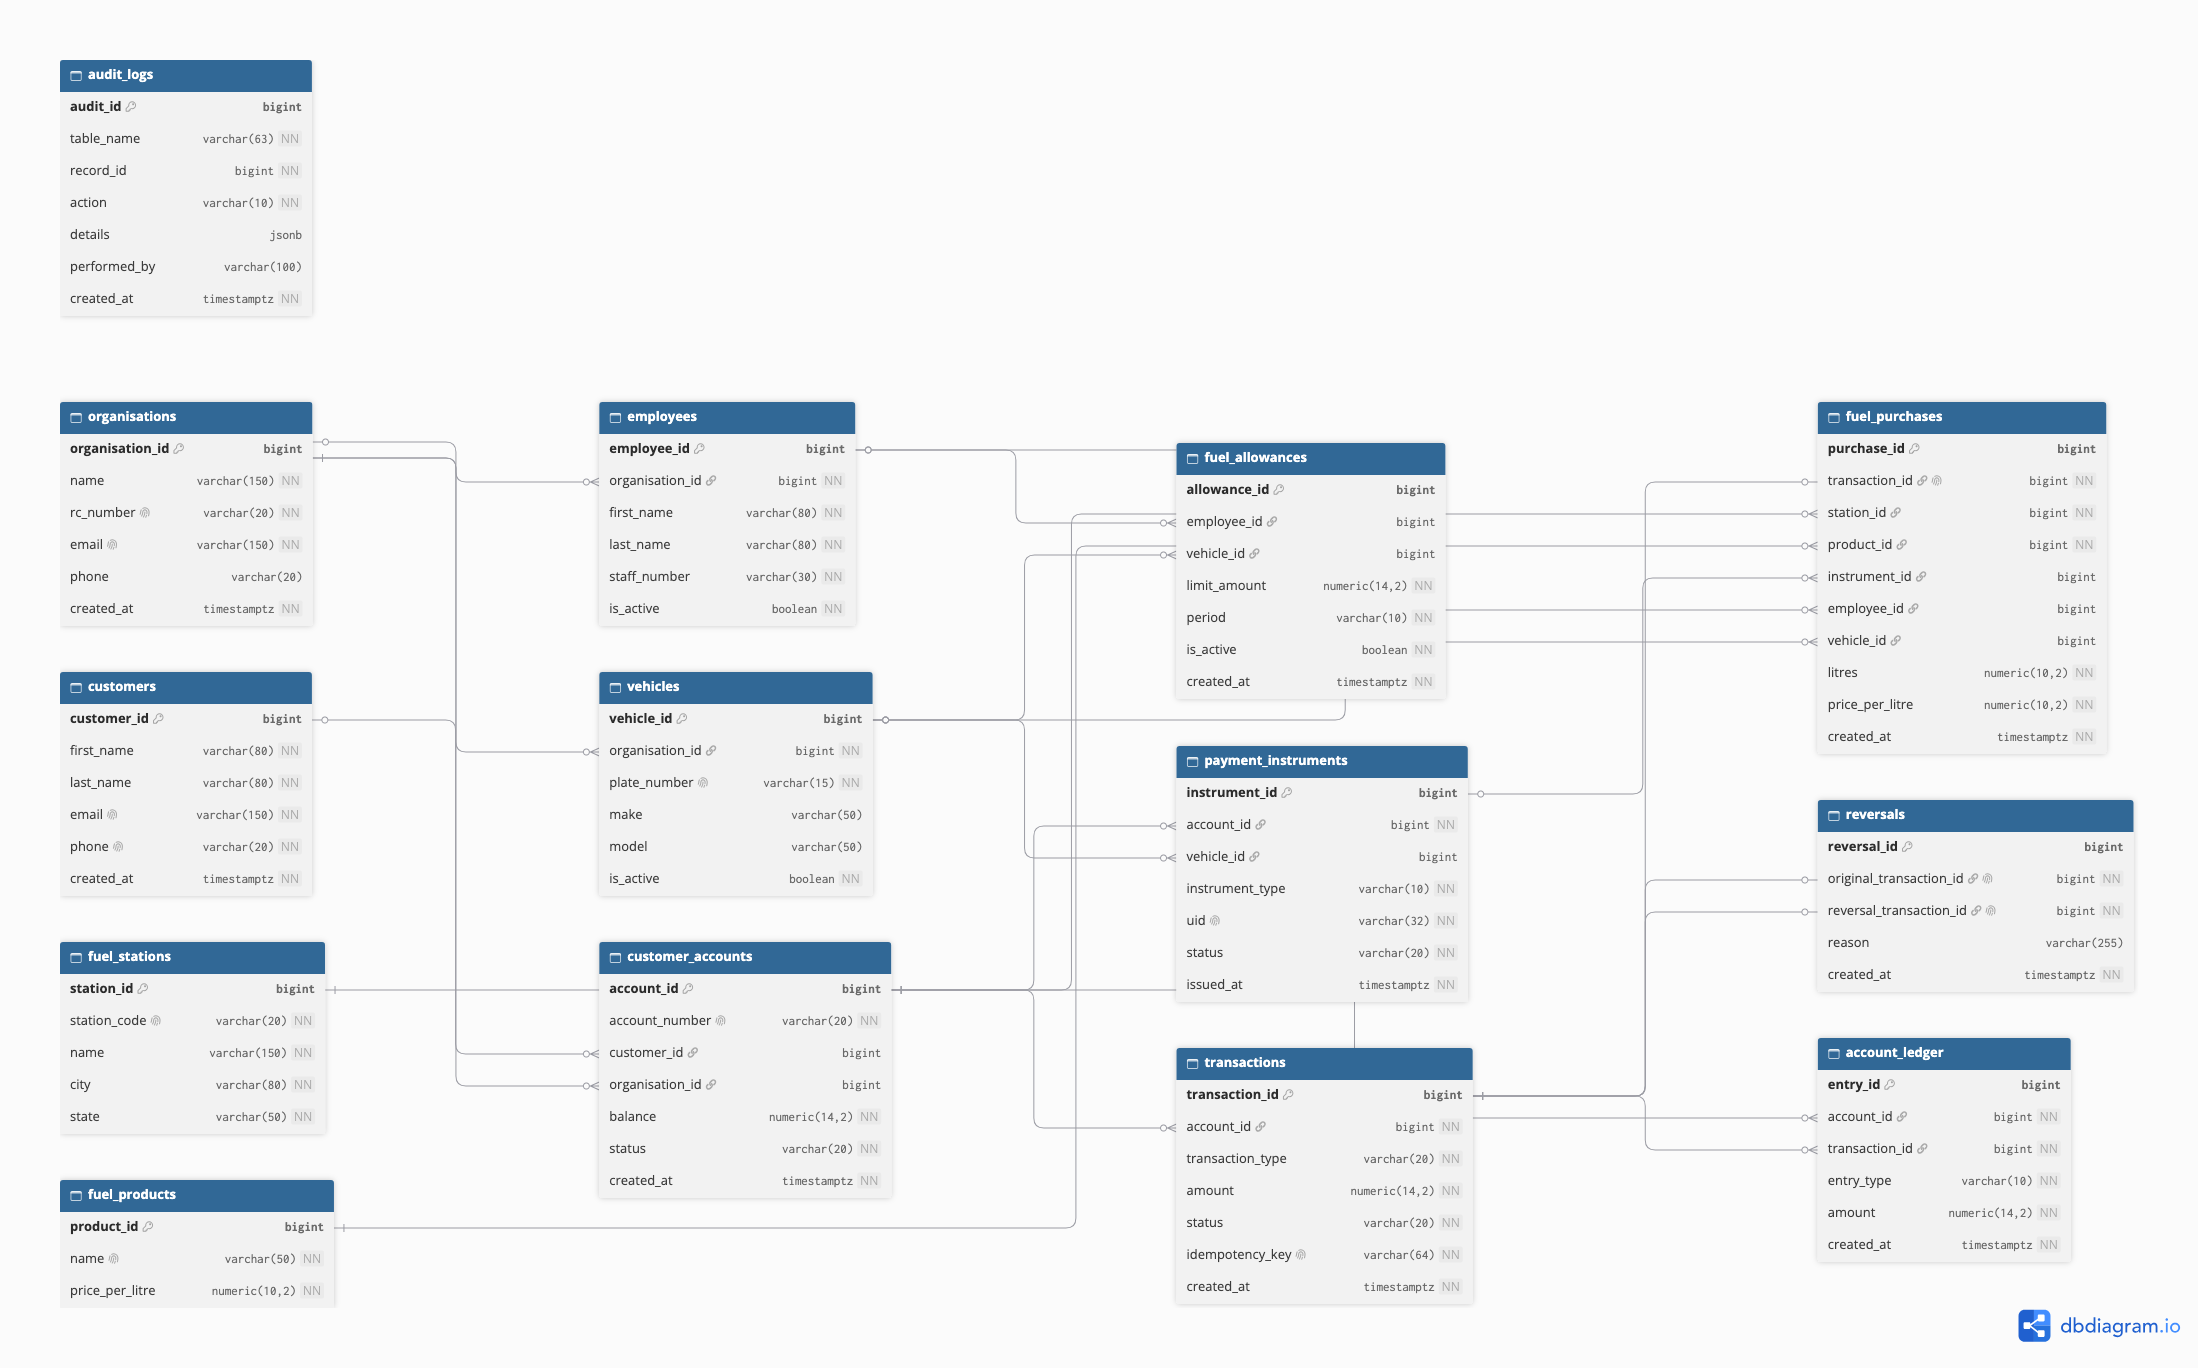 audit_logs
audit_id bigint
table_name varchar(63) NN
record_id bigint NN
action varchar(10) NN
details jsonb
performed_by varchar(100)
created_at timestamptz NN
organisations
organisation_id bigint
name varchar(150) NN
rc_number varchar(20) NN
email varchar(150) NN
phone varchar(20)
created_at timestamptz NN
customers
customer_id bigint
first_name varchar(80) NN
last_name varchar(80) NN
email varchar(150) NN
phone varchar(20) NN
created_at timestamptz NN
fuel_stations
station_id bigint
station_code varchar(20) NN
name varchar(150) NN
city varchar(80) NN
state varchar(50) NN
fuel_products
product_id bigint
name varchar(50) NN
price_per_litre numeric(10,2) NN
employees
employee_id bigint
organisation_id bigint NN
first_name varchar(80) NN
last_name varchar(80) NN
staff_number varchar(30) NN
is_active boolean NN
vehicles
vehicle_id bigint
organisation_id bigint NN
plate_number varchar(15) NN
make varchar(50)
model varchar(50)
is_active boolean NN
customer_accounts
account_id bigint
account_number varchar(20) NN
customer_id bigint
organisation_id bigint
balance numeric(14,2) NN
status varchar(20) NN
created_at timestamptz NN
fuel_allowances
allowance_id bigint
employee_id bigint
vehicle_id bigint
limit_amount numeric(14,2) NN
period varchar(10) NN
is_active boolean NN
created_at timestamptz NN
payment_instruments
instrument_id bigint
account_id bigint NN
vehicle_id bigint
instrument_type varchar(10) NN
uid varchar(32) NN
status varchar(20) NN
issued_at timestamptz NN
transactions
transaction_id bigint
account_id bigint NN
transaction_type varchar(20) NN
amount numeric(14,2) NN
status varchar(20) NN
idempotency_key varchar(64) NN
created_at timestamptz NN
fuel_purchases
purchase_id bigint
transaction_id bigint NN
station_id bigint NN
product_id bigint NN
instrument_id bigint
employee_id bigint
vehicle_id bigint
litres numeric(10,2) NN
price_per_litre numeric(10,2) NN
created_at timestamptz NN
reversals
reversal_id bigint
original_transaction_id bigint NN
reversal_transaction_id bigint NN
reason varchar(255)
created_at timestamptz NN
account_ledger
entry_id bigint
account_id bigint NN
transaction_id bigint NN
entry_type varchar(10) NN
amount numeric(14,2) NN
created_at timestamptz NN
dbdiagram.io